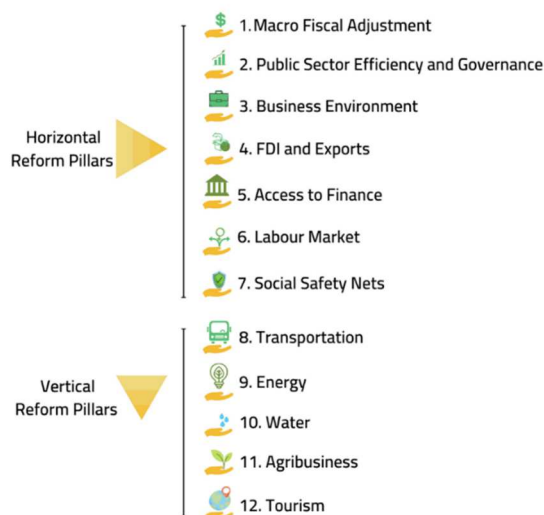 Horizontal
Reform Pillars
1. Macro Fiscal Adjustment
2. Public Sector Efficiency and Governance
3. Business Environment
4. FDI and Exports
5. Access to Finance
6. Labour Market
7. Social Safety Nets
Vertical
Reform Pillars
8. Transportation
9. Energy
10. Water
11. Agribusiness
12. Tourism